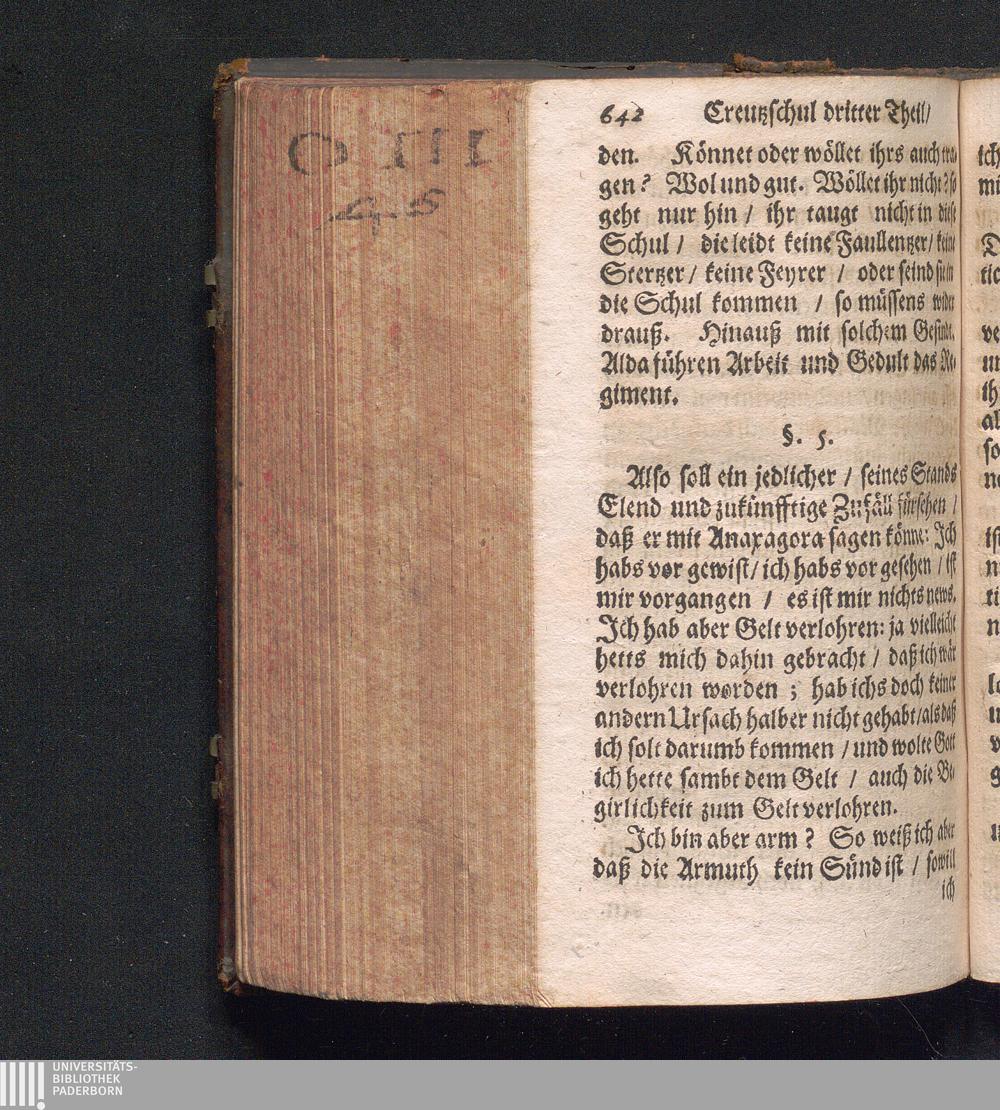 O III
45
642 Creutzschul dritter Theil/
den. Könnet oder wöllet ihrs auch tra-
gen? Wol und gut. Wöllet ihr nicht? so
geht nur hin / ihr taugt nicht in diese
Schul / die leidt keine Faullentzer/ keine
Stertzer / keine Feyrer / oder seind sie in
die Schul kommen / so müssens wider
drauß. Hinauß mit solchem Gesinde.
Alda führen Arbeit und Gedult das Re-
giment.
§. 5.
Also soll ein jedlicher / seines Stands
Elend und zukünfftige Zufäll fürsehen /
daß er mit Anaxagora sagen könne: Ich
habs vor gewist/ ich habs vor gesehen / ist
mir vorgangen / es ist mir nichts news.
Ich hab aber Gelt verlohren: ja vielleicht
hetts mich dahin gebracht / daß ich wär
verlohren worden ; hab ichs doch keiner
andern Ursach halber nicht gehabt/ als daß
ich solt darumb kommen / und wolte Gott
ich hette sambt dem Gelt / auch die Be-
girlichkeit zum Gelt verlohren.
Ich bin aber arm ? So weiß ich aber
daß die Armuth kein Sünd ist / so will
ich
UNIVERSITÄTS-
BIBLIOTHEK
PADERBORN